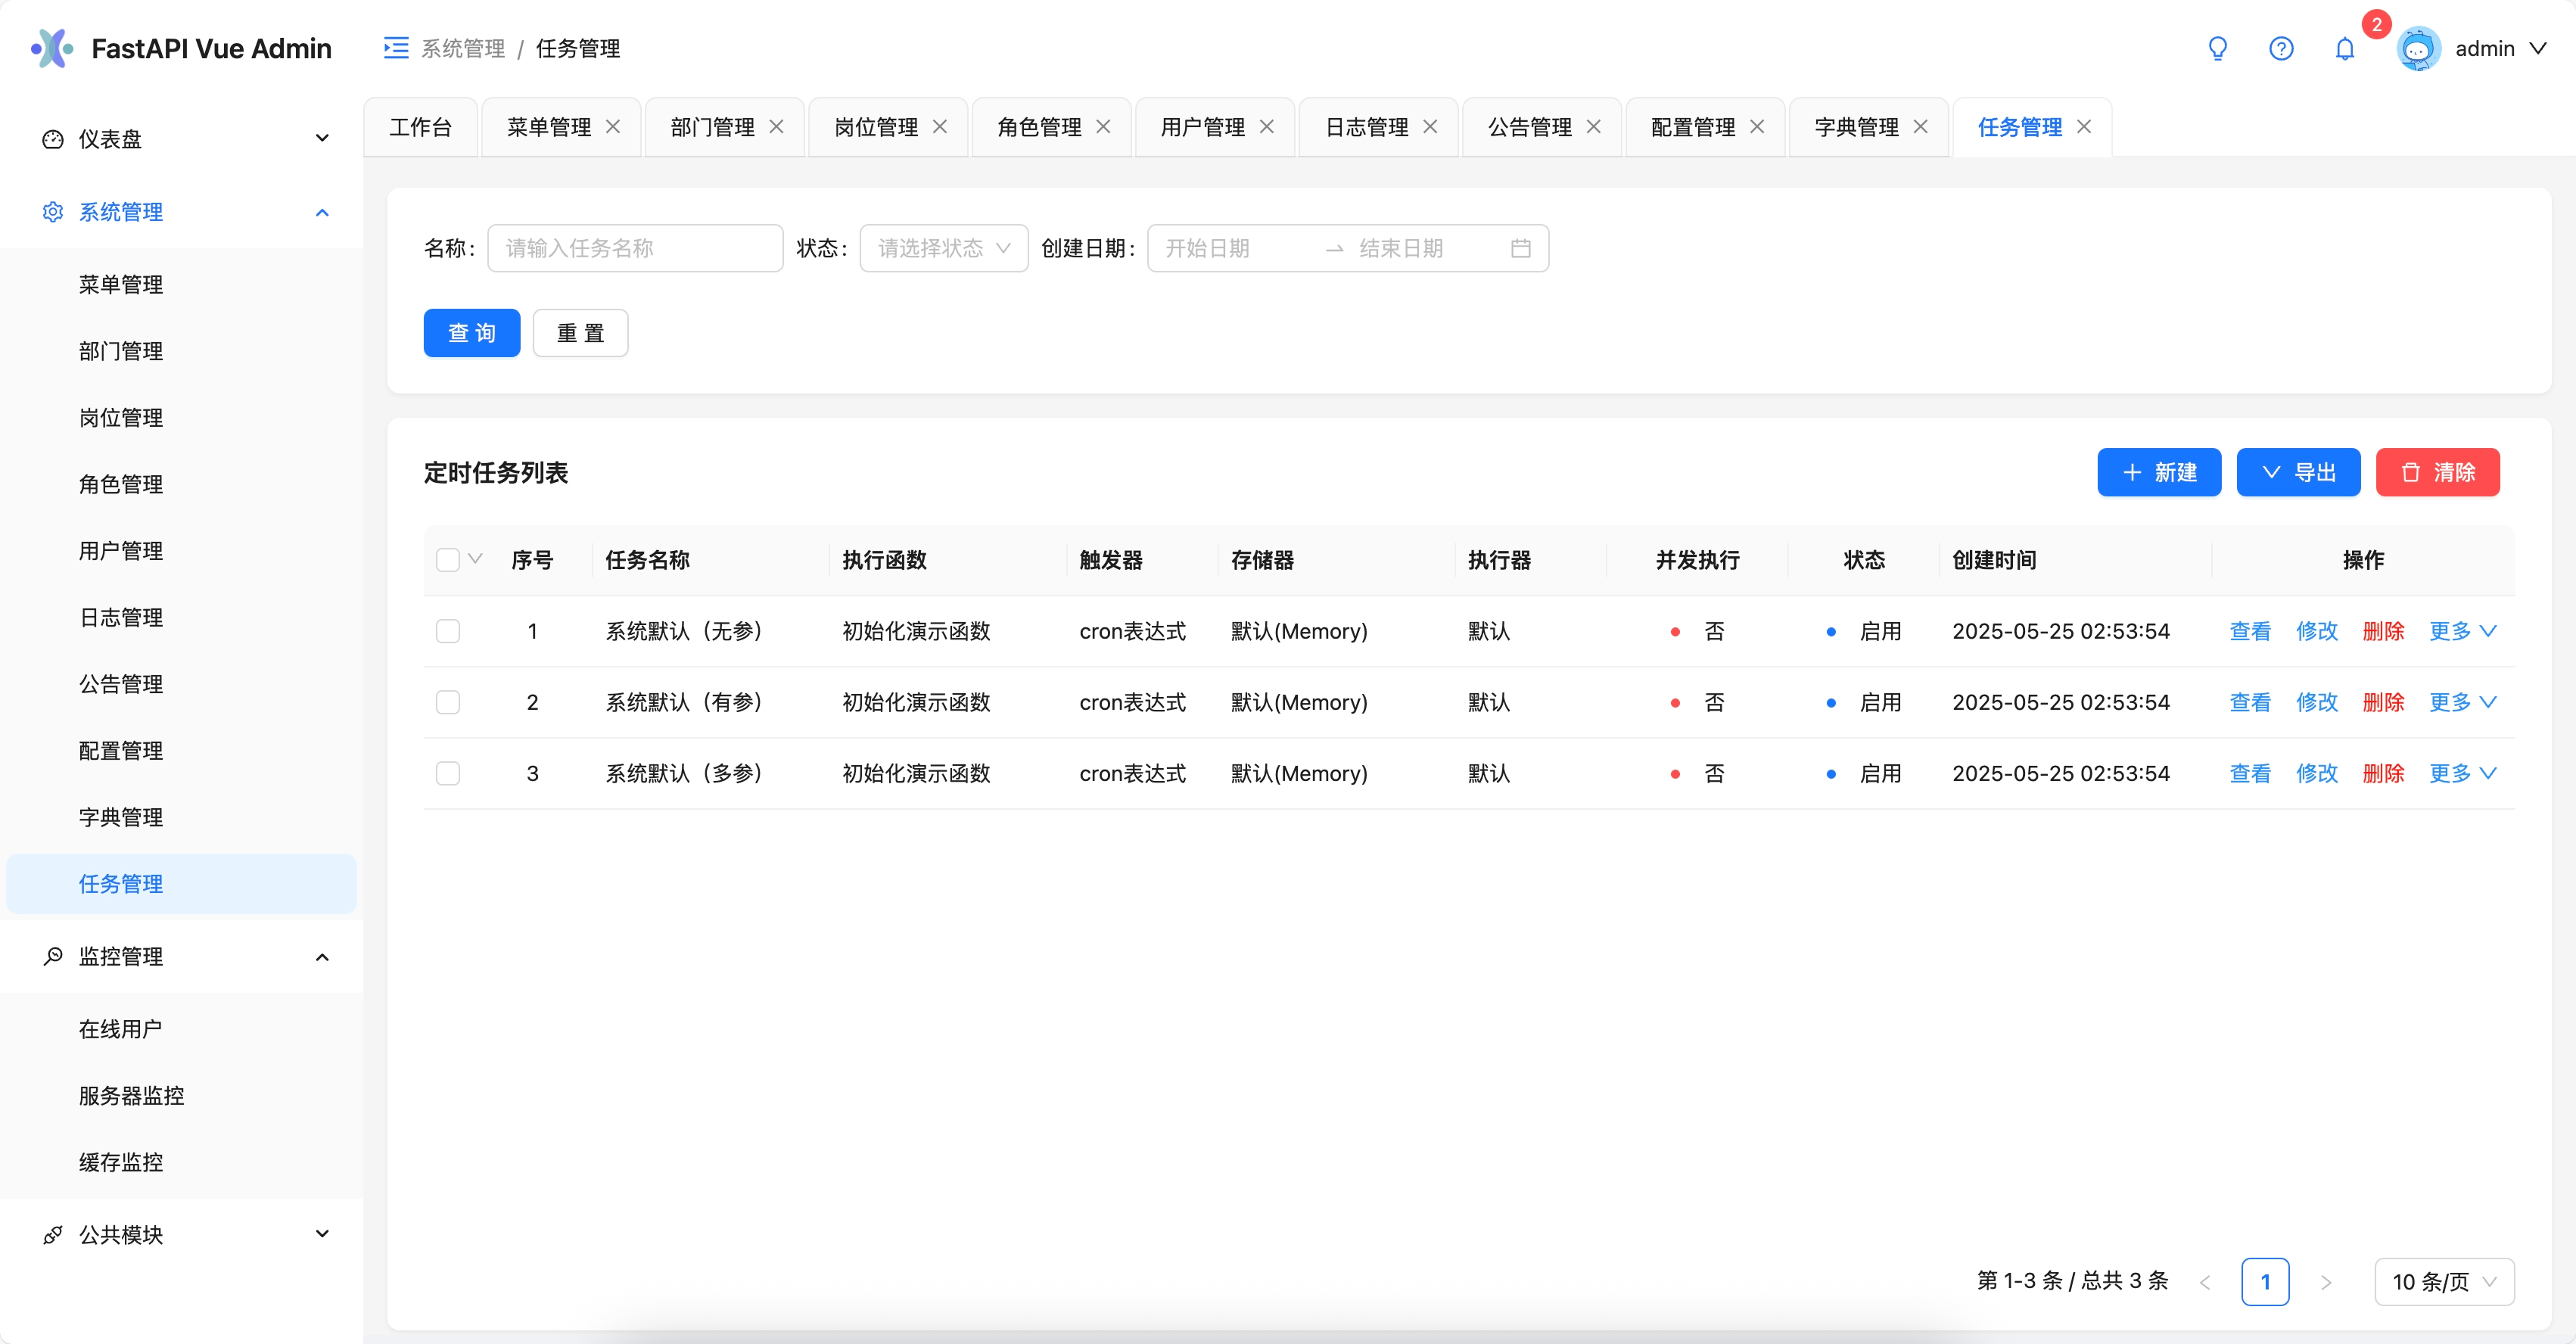 FastAPI Vue Admin
系统管理 / 任务管理
2
admin
工作台 菜单管理 部门管理 岗位管理 角色管理 用户管理 日志管理 公告管理 配置管理 字典管理 任务管理
仪表盘
系统管理
菜单管理
部门管理
岗位管理
角色管理
用户管理
日志管理
公告管理
配置管理
字典管理
任务管理
监控管理
在线用户
服务器监控
缓存监控
公共模块
名称: 请输入任务名称 状态: 请选择状态 创建日期: 开始日期 结束日期
查 询 重 置
定时任务列表 新建 导出 清除
序号 任务名称 执行函数 触发器 存储器 执行器 并发执行 状态 创建时间 操作
1 系统默认（无参） 初始化演示函数 cron表达式 默认(Memory) 默认 否 启用 2025-05-25 02:53:54 查看 修改 删除 更多
2 系统默认（有参） 初始化演示函数 cron表达式 默认(Memory) 默认 否 启用 2025-05-25 02:53:54 查看 修改 删除 更多
3 系统默认（多参） 初始化演示函数 cron表达式 默认(Memory) 默认 否 启用 2025-05-25 02:53:54 查看 修改 删除 更多
第 1-3 条 / 总共 3 条 1 10 条/页